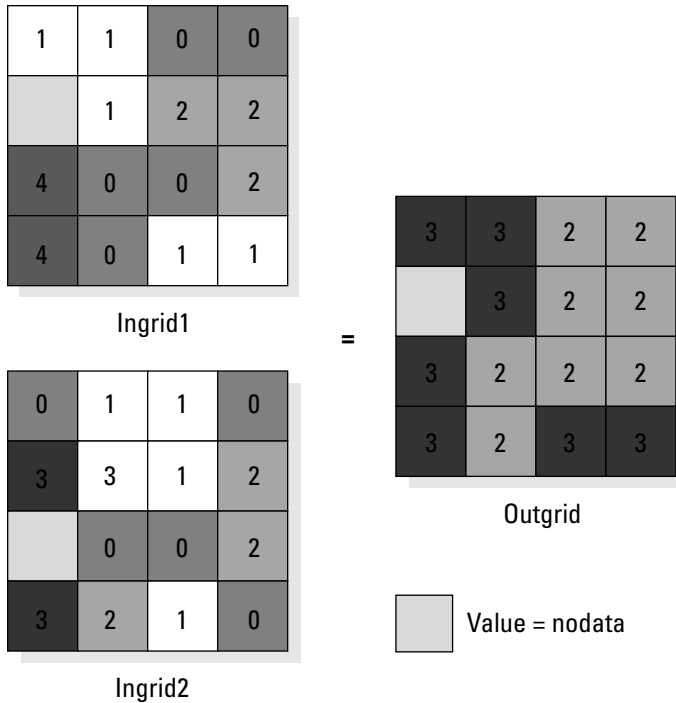 1 1 0 0
1 2 2
4 0 0 2
4 0 1 1
Ingrid1
0 1 1 0
3 3 1 2
0 0 2
3 2 1 0
Ingrid2
=
3 3 2 2
3 2 2
3 2 2 2
3 2 3 3
Outgrid
Value = nodata